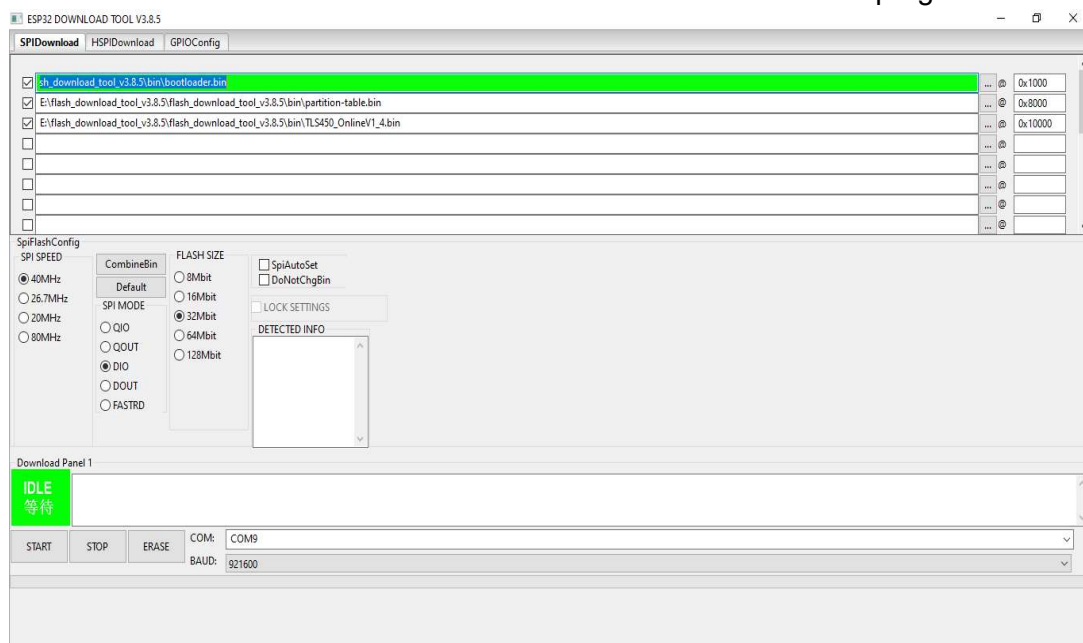 prog
ESP32 DOWNLOAD TOOL V3.8.5
SPIDownload HSPIDownload GPIOConfig
sh_download_tool_v3.8.5\bin\bootloader.bin ... @ 0x1000
E:\flash_download_tool_v3.8.5\flash_download_tool_v3.8.5\bin\partition-table.bin ... @ 0x8000
E:\flash_download_tool_v3.8.5\flash_download_tool_v3.8.5\bin\TLS450_OnlineV1_4.bin ... @ 0x10000
... @
... @
... @
... @
... @
SpiFlashConfig
SPI SPEED
40MHz
26.7MHz
20MHz
80MHz
CombineBin
Default
SPI MODE
QIO
QOUT
DIO
DOUT
FASTRD
FLASH SIZE
8Mbit
16Mbit
32Mbit
64Mbit
128Mbit
SpiAutoSet
DoNotChgBin
LOCK SETTINGS
DETECTED INFO
Download Panel 1
IDLE
等待
START STOP ERASE
COM: COM9
BAUD: 921600